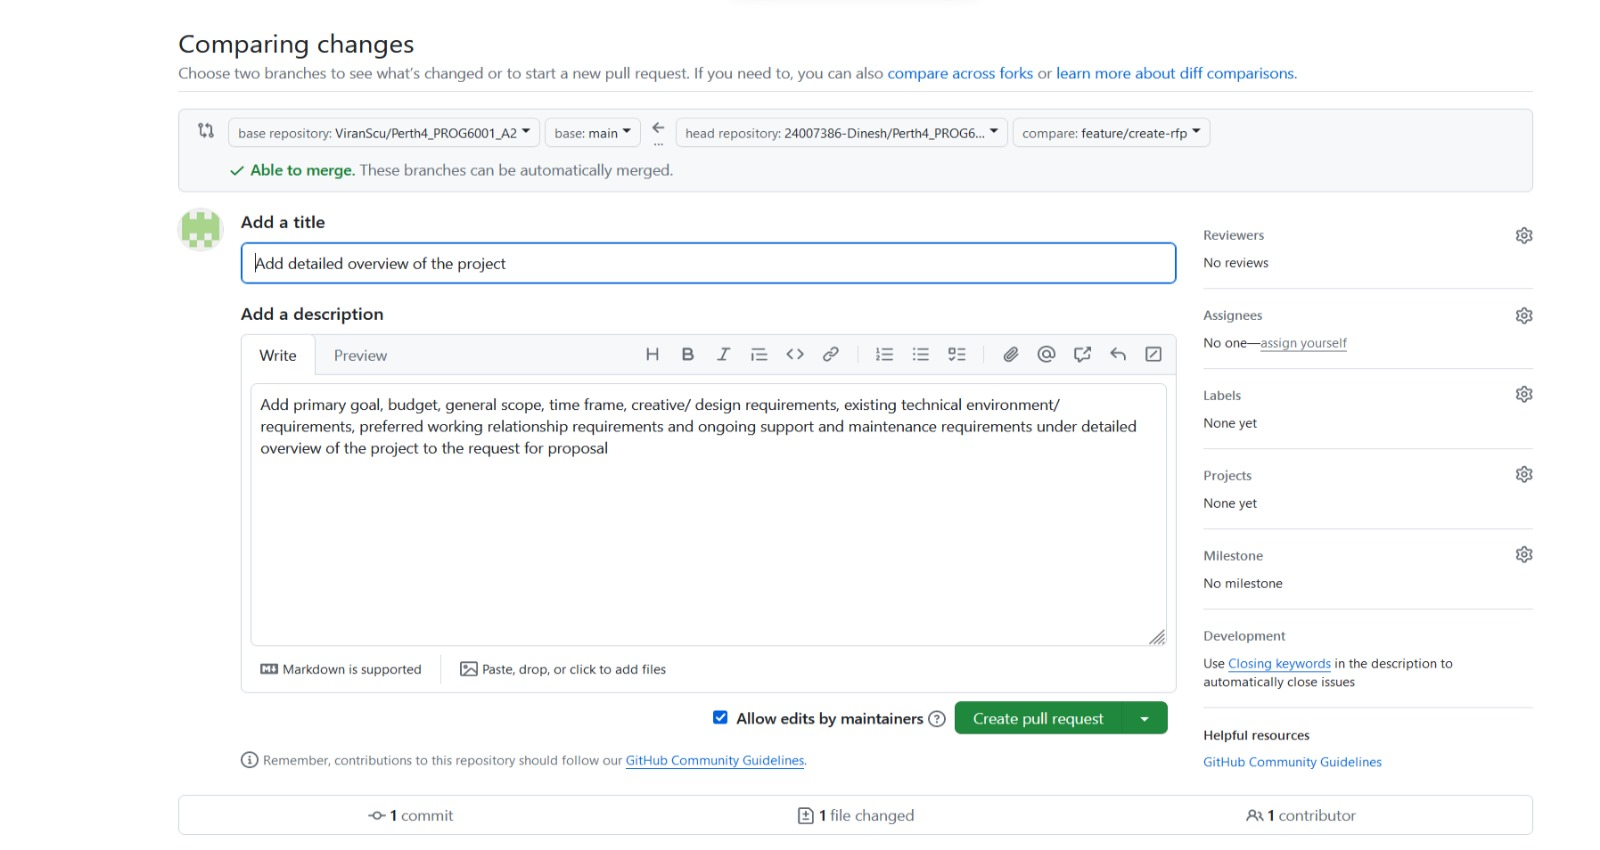 Comparing changes
Choose two branches to see what's changed or to start a new pull request. If you need to, you can also compare across forks or learn more about diff comparisons.
base repository: ViranScu/Perth4_PROG6001_A2
base: main
...
head repository: 24007386-Dinesh/Perth4_PROG6...
compare: feature/create-rfp
Able to merge. These branches can be automatically merged.
Add a title
Add detailed overview of the project
Add a description
Write
Preview
H B I
Add primary goal, budget, general scope, time frame, creative/ design requirements, existing technical environment/
requirements, preferred working relationship requirements and ongoing support and maintenance requirements under detailed
overview of the project to the request for proposal
Markdown is supported
Paste, drop, or click to add files
Allow edits by maintainers
Create pull request
Remember, contributions to this repository should follow our GitHub Community Guidelines.
Reviewers
No reviews
Assignees
No one—assign yourself
Labels
None yet
Projects
None yet
Milestone
No milestone
Development
Use Closing keywords in the description to
automatically close issues
Helpful resources
GitHub Community Guidelines
1 commit
1 file changed
1 contributor